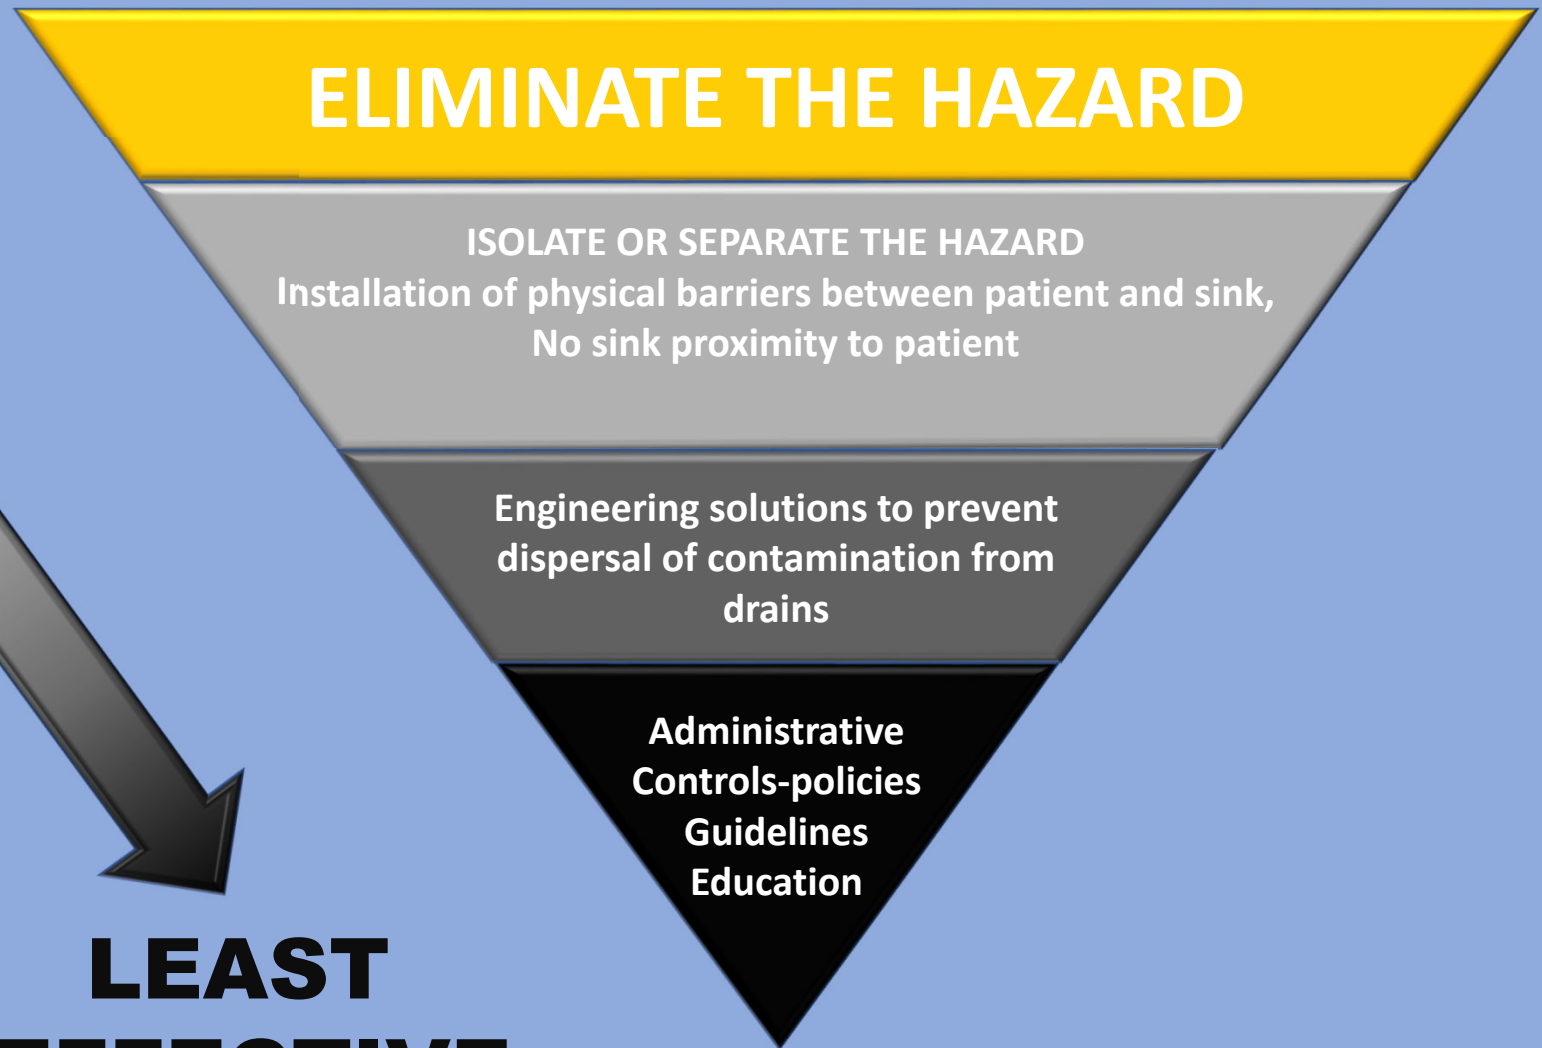 ELIMINATE THE HAZARD
ISOLATE OR SEPARATE THE HAZARD
Installation of physical barriers between patient and sink,
No sink proximity to patient
Engineering solutions to prevent
dispersal of contamination from
drains
Administrative
Controls-policies
Guidelines
Education
LEAST
EFFECTIVE